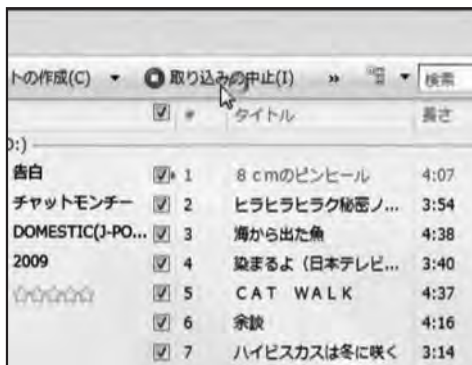 トの作成(C) ▼ 取り込みの中止(I) » ▼ 検索
# タイトル 長さ
D:)
告白 1 8cmのピンヒール 4:07
チャットモンチー 2 ヒラヒラヒラク秘密ノ... 3:54
DOMESTIC(J-PO... 3 海から出た魚 4:38
2009 4 染まるよ（日本テレビ... 3:40
☆☆☆☆☆ 5 CAT WALK 4:37
6 余談 4:16
7 ハイビスカスは冬に咲く 3:14